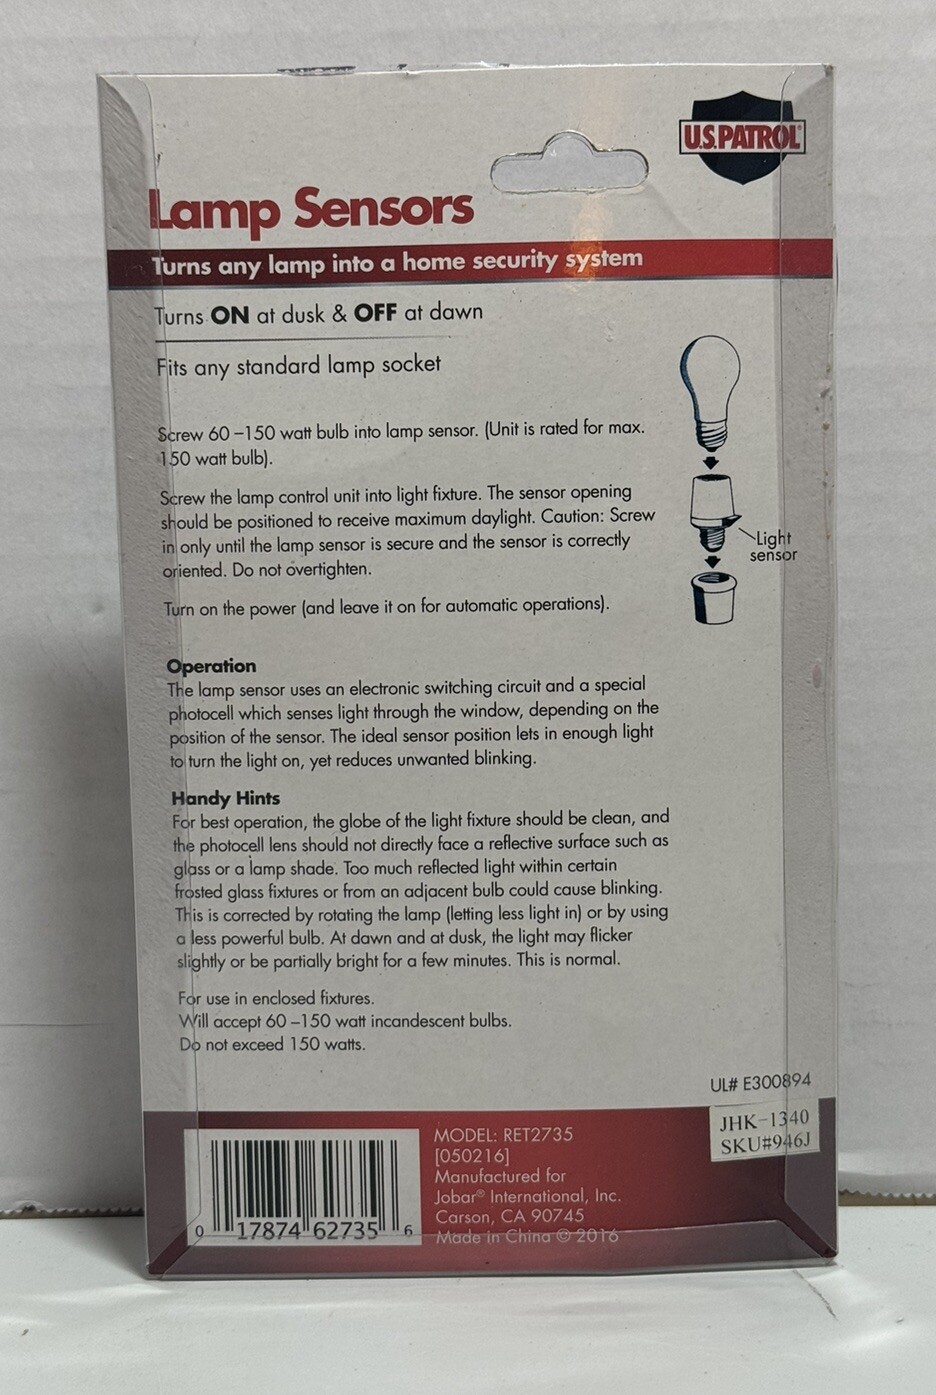 U.S. PATROL®
Lamp Sensors
Turns any lamp into a home security system
Turns ON at dusk & OFF at dawn
Fits any standard lamp socket
Screw 60 –150 watt bulb into lamp sensor. (Unit is rated for max.
150 watt bulb).
Screw the lamp control unit into light fixture. The sensor opening
should be positioned to receive maximum daylight. Caution: Screw
in only until the lamp sensor is secure and the sensor is correctly
oriented. Do not overtighten.
Turn on the power (and leave it on for automatic operations).
Light
sensor
Operation
The lamp sensor uses an electronic switching circuit and a special
photocell which senses light through the window, depending on the
position of the sensor. The ideal sensor position lets in enough light
to turn the light on, yet reduces unwanted blinking.
Handy Hints
For best operation, the globe of the light fixture should be clean, and
the photocell lens should not directly face a reflective surface such as
glass or a lamp shade. Too much reflected light within certain
frosted glass fixtures or from an adjacent bulb could cause blinking.
This is corrected by rotating the lamp (letting less light in) or by using
a less powerful bulb. At dawn and at dusk, the light may flicker
slightly or be partially bright for a few minutes. This is normal.
For use in enclosed fixtures.
Will accept 60 –150 watt incandescent bulbs.
Do not exceed 150 watts.
UL# E300894
JHK-1340
SKU#946J
MODEL: RET2735
[050216]
Manufactured for
Jobar® International, Inc.
Carson, CA 90745
Made in China © 2016
0 17874 62735 6